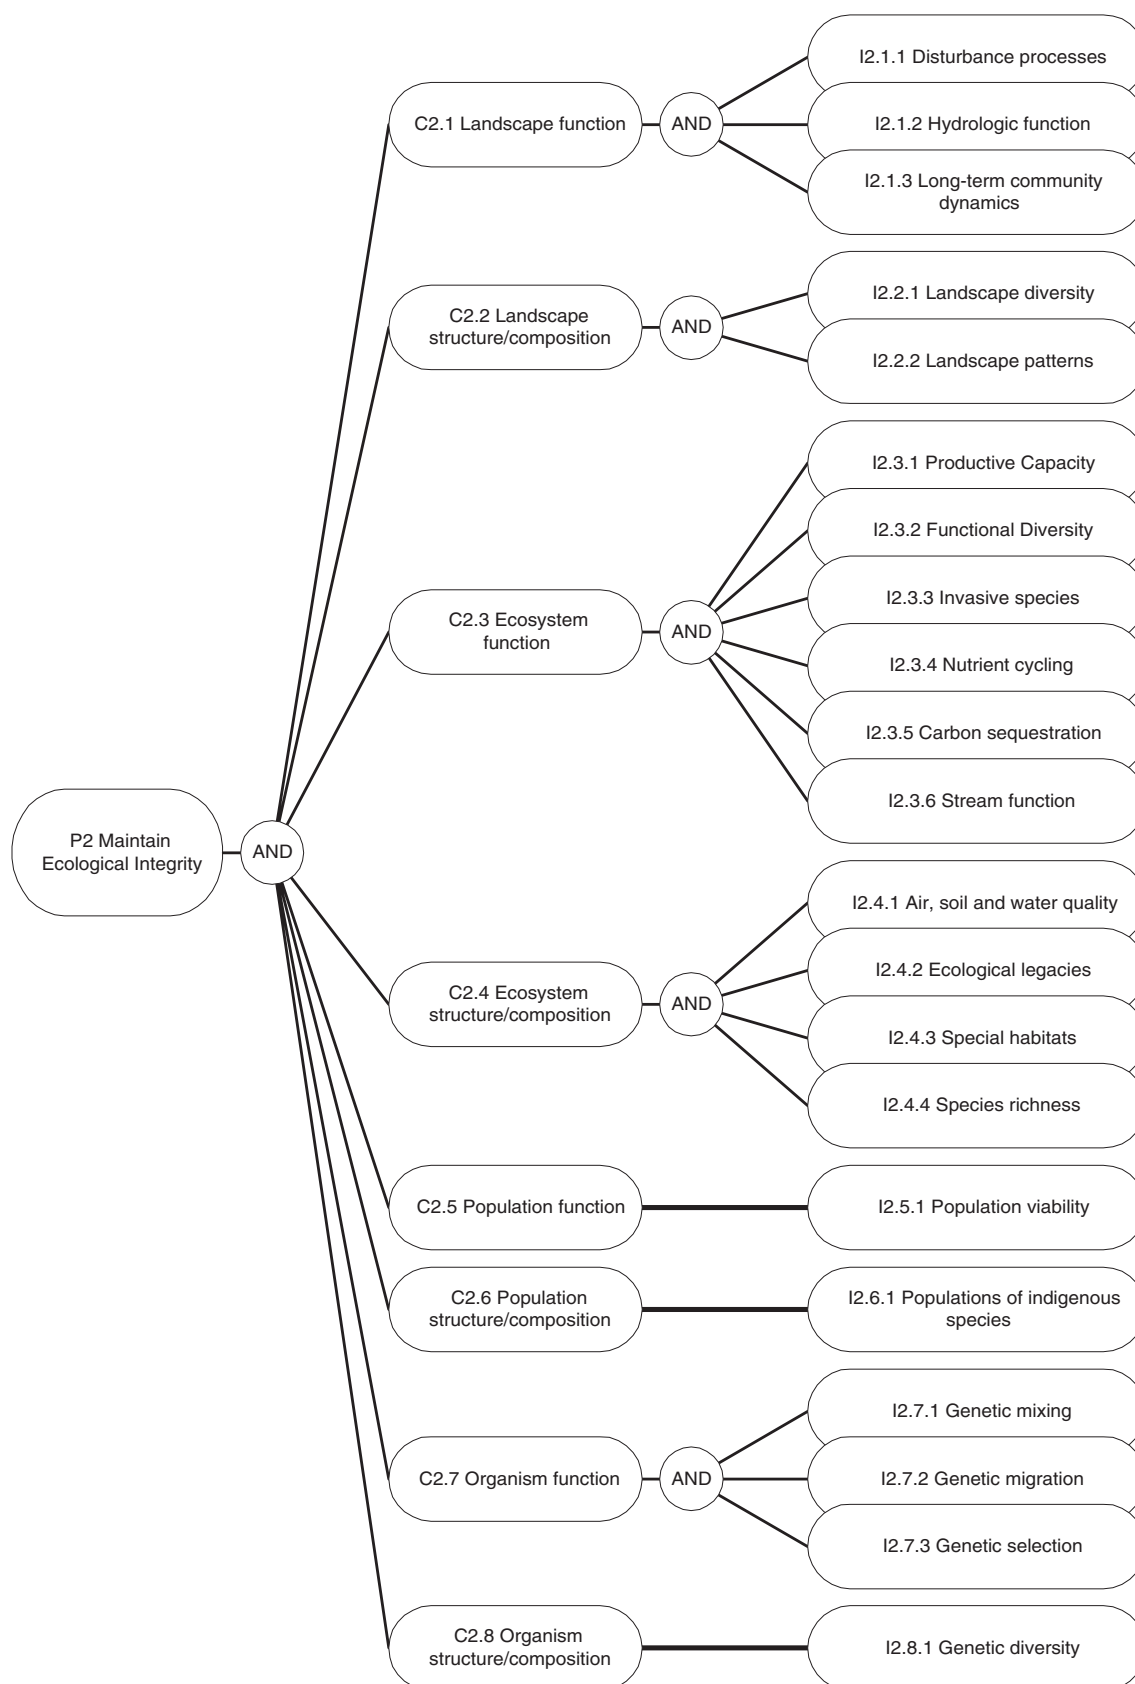 I2.1.1 Disturbance processes
C2.1 Landscape function
AND
I2.1.2 Hydrologic function
I2.1.3 Long-term community
dynamics
C2.2 Landscape
structure/composition
AND
I2.2.1 Landscape diversity
I2.2.2 Landscape patterns
I2.3.1 Productive Capacity
I2.3.2 Functional Diversity
I2.3.3 Invasive species
C2.3 Ecosystem
function
AND
I2.3.4 Nutrient cycling
I2.3.5 Carbon sequestration
I2.3.6 Stream function
P2 Maintain
Ecological Integrity
AND
I2.4.1 Air, soil and water quality
I2.4.2 Ecological legacies
C2.4 Ecosystem
structure/composition
AND
I2.4.3 Special habitats
I2.4.4 Species richness
C2.5 Population function
I2.5.1 Population viability
C2.6 Population
structure/composition
I2.6.1 Populations of indigenous
species
I2.7.1 Genetic mixing
C2.7 Organism function
AND
I2.7.2 Genetic migration
I2.7.3 Genetic selection
C2.8 Organism
structure/composition
I2.8.1 Genetic diversity